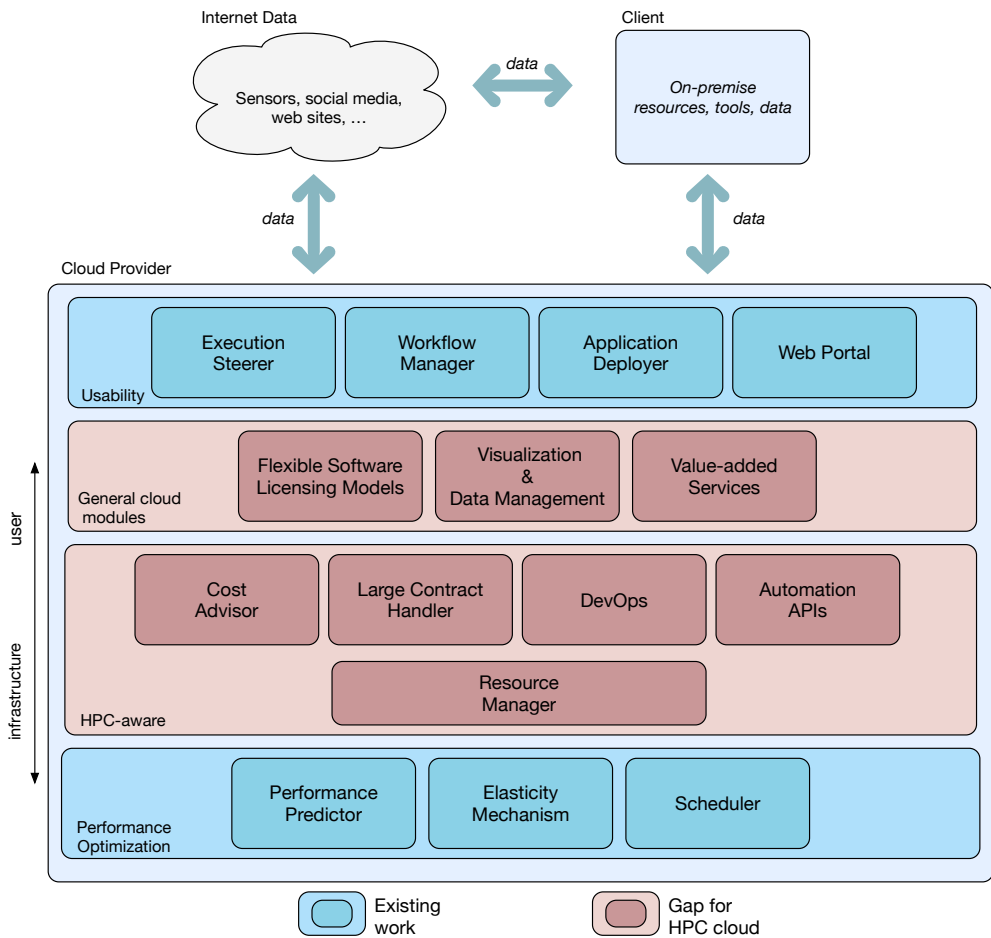 Internet Data
Client
Sensors, social media,
web sites, …
data
On-premise
resources, tools, data
data
data
Cloud Provider
Execution
Steerer
Workflow
Manager
Application
Deployer
Web Portal
Usability
Flexible Software
Licensing Models
Visualization
&
Data Management
Value-added
Services
General cloud
modules
user
infrastructure
Cost
Advisor
Large Contract
Handler
DevOps
Automation
APIs
Resource
Manager
HPC-aware
Performance
Predictor
Elasticity
Mechanism
Scheduler
Performance
Optimization
Existing
work
Gap for
HPC cloud